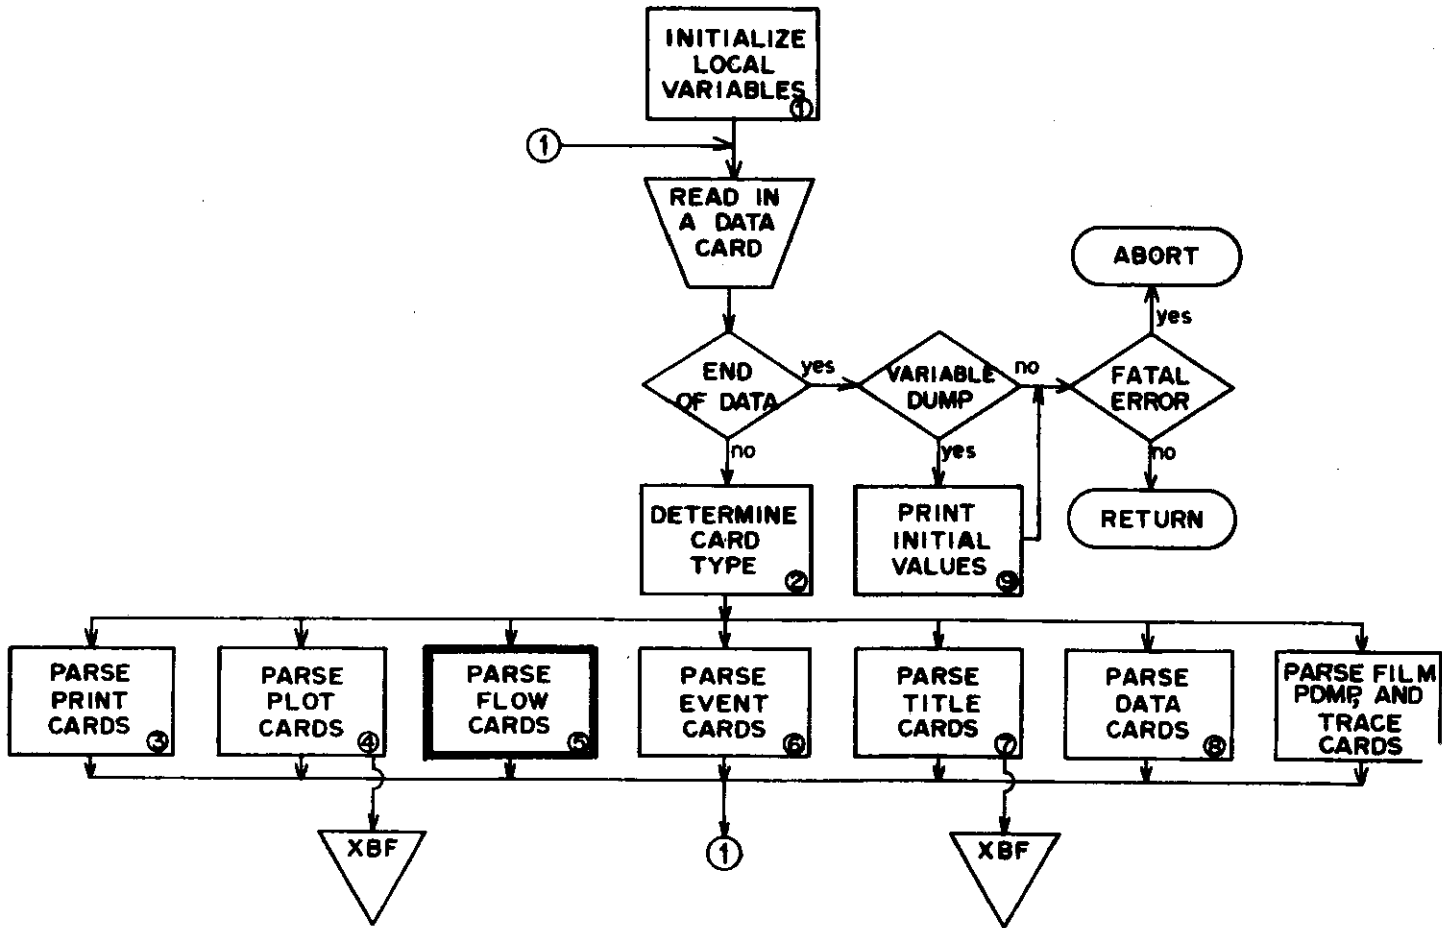 INITIALIZE
LOCAL
VARIABLES
①
①
READ IN
A DATA
CARD
ABORT
yes
END
OF DATA
yes
VARIABLE
DUMP
no
FATAL
ERROR
no
yes
no
DETERMINE
CARD
TYPE
②
PRINT
INITIAL
VALUES
⑨
RETURN
PARSE
PRINT
CARDS
③
PARSE
PLOT
CARDS
④
PARSE
FLOW
CARDS
⑤
PARSE
EVENT
CARDS
⑥
PARSE
TITLE
CARDS
⑦
PARSE
DATA
CARDS
⑧
PARSE FILM
PDMP, AND
TRACE
CARDS
XBF
①
XBF